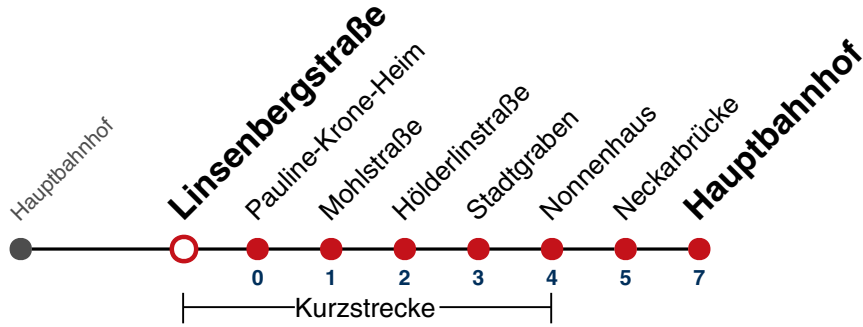 Hauptbahnhof
Linsenbergstraße
Pauline-Krone-Heim
Mohlstraße
Hölderlinstraße
Stadtgraben
Nonnenhaus
Neckarbrücke
Hauptbahnhof
0 1 2 3 4 5 7
Kurzstrecke